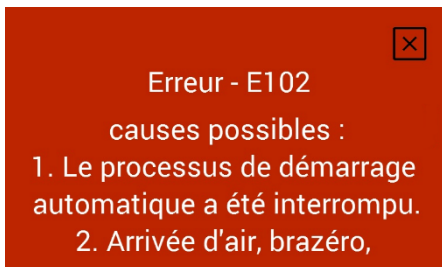 Erreur - E102
causes possibles :
1. Le processus de démarrage
automatique a été interrompu.
2. Arrivée d'air, brazéro,